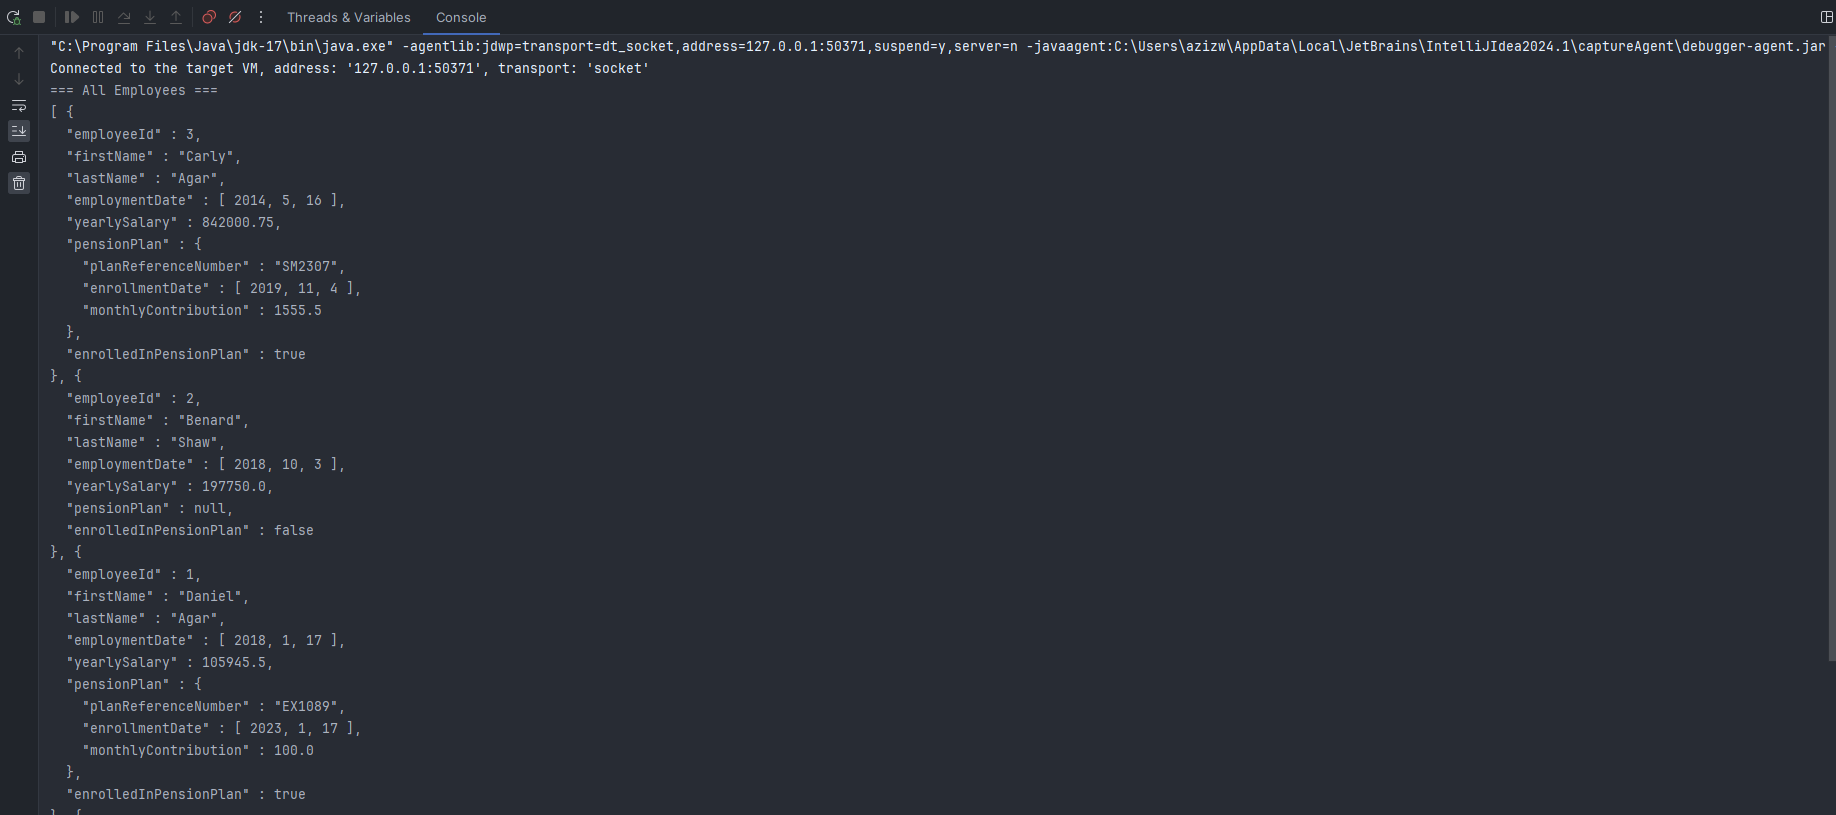 Threads & Variables Console
"C:\Program Files\Java\jdk-17\bin\java.exe" -agentlib:jdwp=transport=dt_socket,address=127.0.0.1:50371,suspend=y,server=n -javaagent:C:\Users\azizw\AppData\Local\JetBrains\IntelliJIdea2024.1\captureAgent\debugger-agent.jar
Connected to the target VM, address: '127.0.0.1:50371', transport: 'socket'
=== All Employees ===
[ {
  "employeeId" : 3,
  "firstName" : "Carly",
  "lastName" : "Agar",
  "employmentDate" : [ 2014, 5, 16 ],
  "yearlySalary" : 842000.75,
  "pensionPlan" : {
    "planReferenceNumber" : "SM2307",
    "enrollmentDate" : [ 2019, 11, 4 ],
    "monthlyContribution" : 1555.5
  },
  "enrolledInPensionPlan" : true
}, {
  "employeeId" : 2,
  "firstName" : "Benard",
  "lastName" : "Shaw",
  "employmentDate" : [ 2018, 10, 3 ],
  "yearlySalary" : 197750.0,
  "pensionPlan" : null,
  "enrolledInPensionPlan" : false
}, {
  "employeeId" : 1,
  "firstName" : "Daniel",
  "lastName" : "Agar",
  "employmentDate" : [ 2018, 1, 17 ],
  "yearlySalary" : 105945.5,
  "pensionPlan" : {
    "planReferenceNumber" : "EX1089",
    "enrollmentDate" : [ 2023, 1, 17 ],
    "monthlyContribution" : 100.0
  },
  "enrolledInPensionPlan" : true
}, {